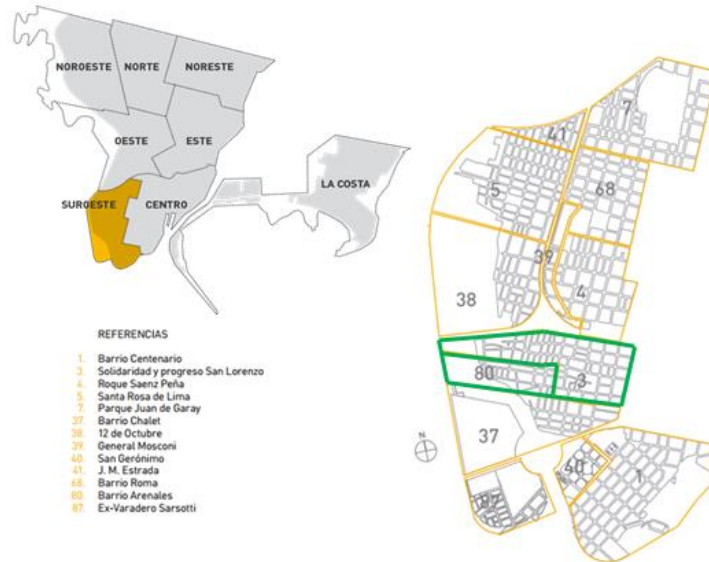 NOROESTE
NORTE
NORESTE
OESTE
ESTE
SUROESTE
CENTRO
LA COSTA
REFERENCIAS
1. Barrio Centenario
3. Solidaridad y progreso San Lorenzo
4. Roque Saenz Peña
5. Santa Rosa de Lima
7. Parque Juan de Garay
37. Barrio Chalet
38. 12 de Octubre
39. General Mosconi
40. San Gerónimo
41. J. M. Estrada
68. Barrio Roma
80. Barrio Arenales
87. Ex-Varadero Sarsotti
7
41
5
68
39
38
4
80
3
37
N
40
1
87